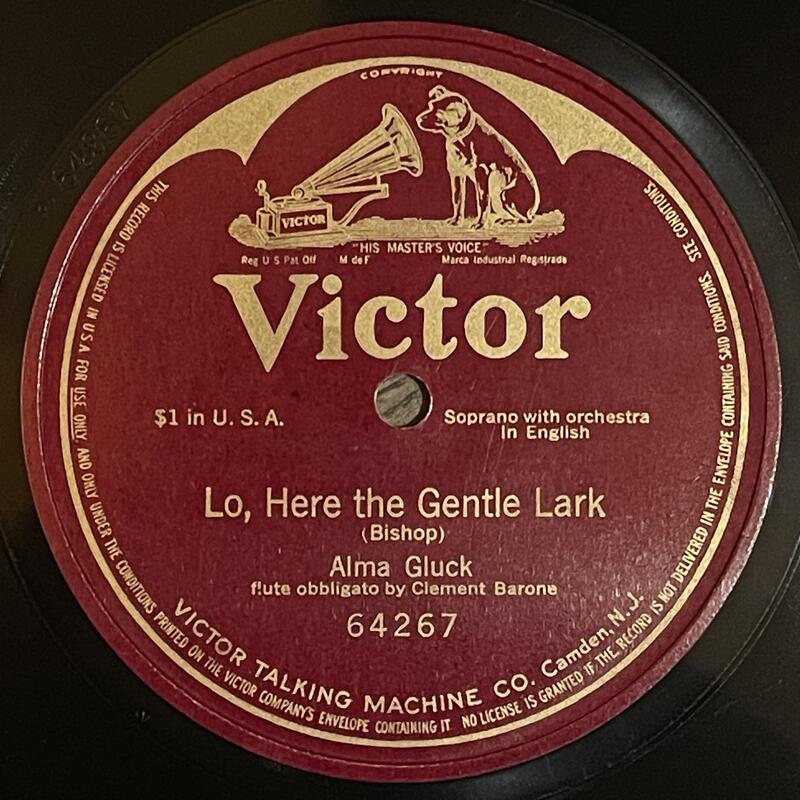 COPYRIGHT
VICTOR
"HIS MASTER'S VOICE"
Reg U S Pat Off M de F Marca Industrial Registrada
Victor
$1 in U. S. A.
Soprano with orchestra
In English
Lo, Here the Gentle Lark
(Bishop)
Alma Gluck
flute obbligato by Clement Barone
64267
VICTOR TALKING MACHINE CO. Camden, N. J.
THIS RECORD IS LICENSED IN U.S.A. FOR USE ONLY, AND ONLY UNDER THE CONDITIONS PRINTED ON THE VICTOR COMPANY'S ENVELOPE CONTAINING IT NO LICENSE IS GRANTED IF THE RECORD IS NOT DELIVERED IN THE ENVELOPE CONTAINING SAID CONDITIONS. SEE CONDITIONS.